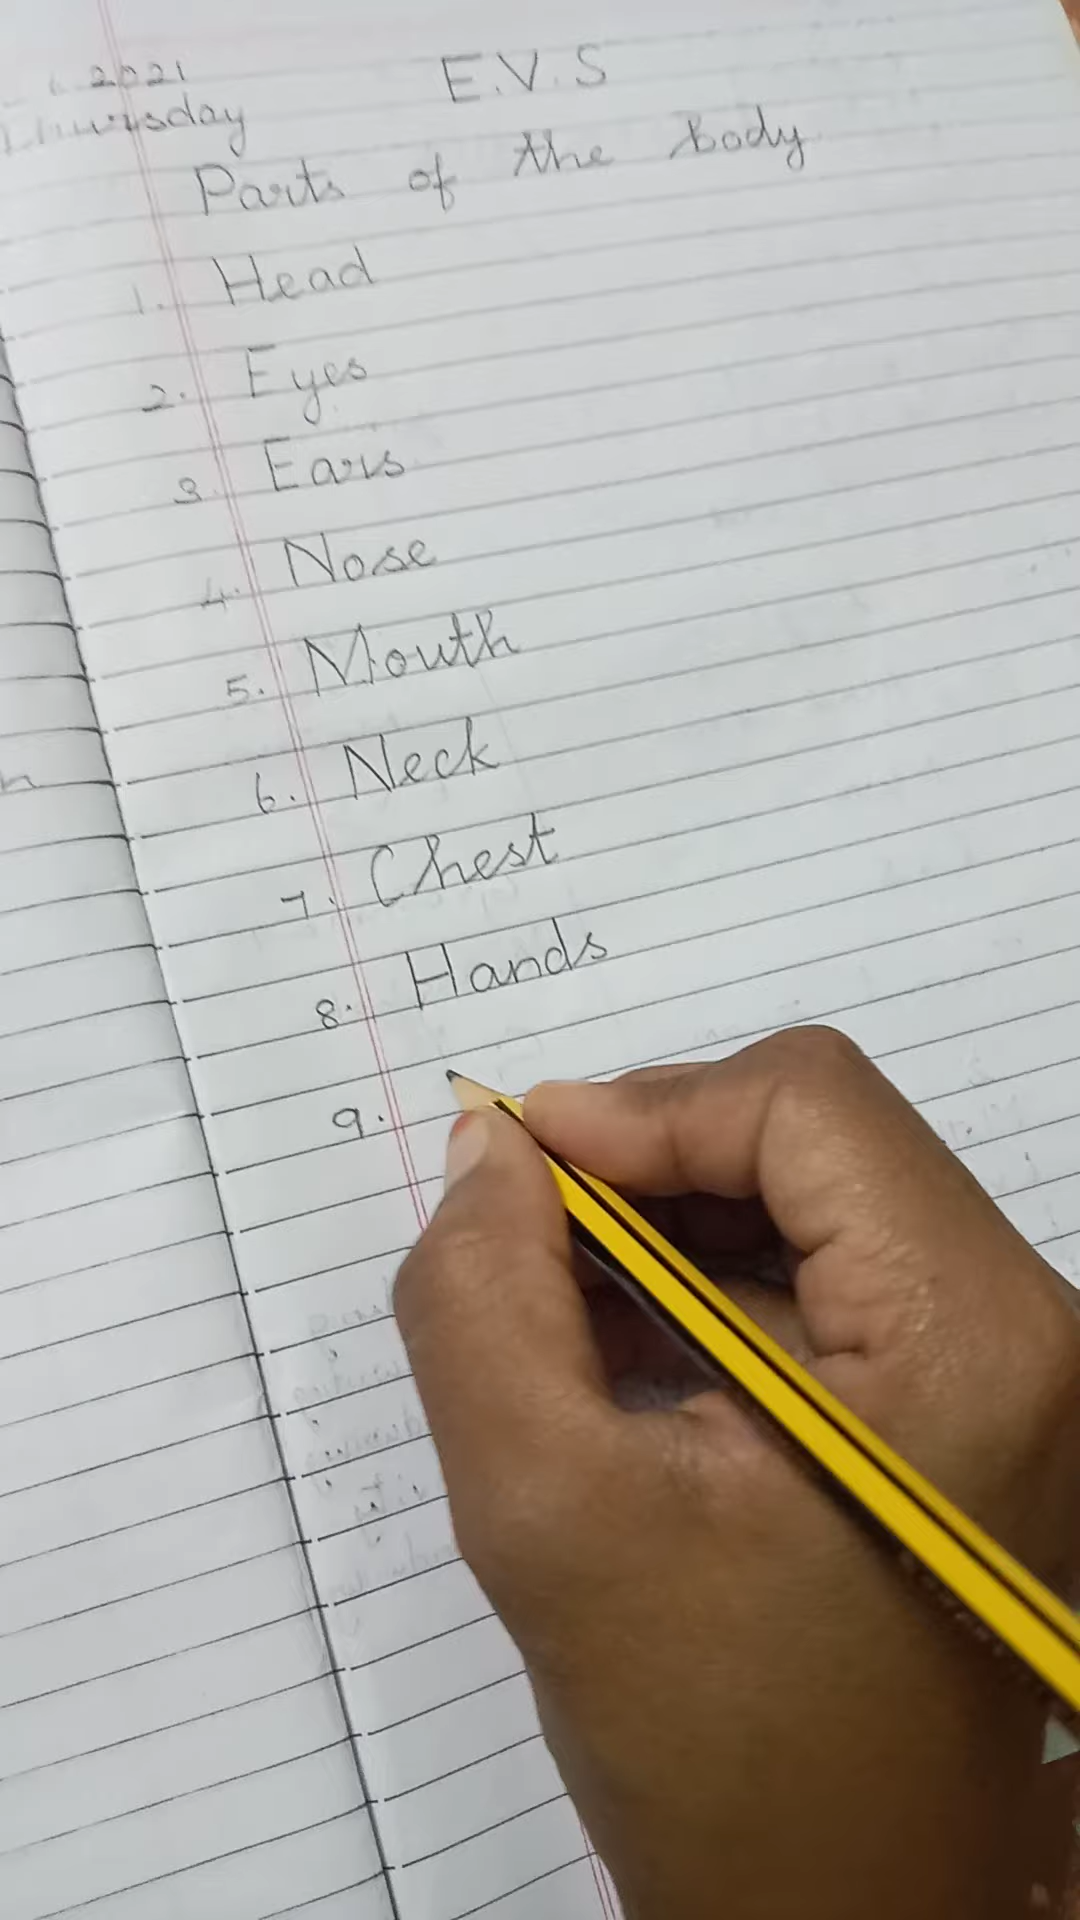 2021
Thursday
E.V.S
Parts of the body
1. Head
2. Eyes
3. Ears
4. Nose
5. Mouth
6. Neck
7. Chest
8. Hands
9.